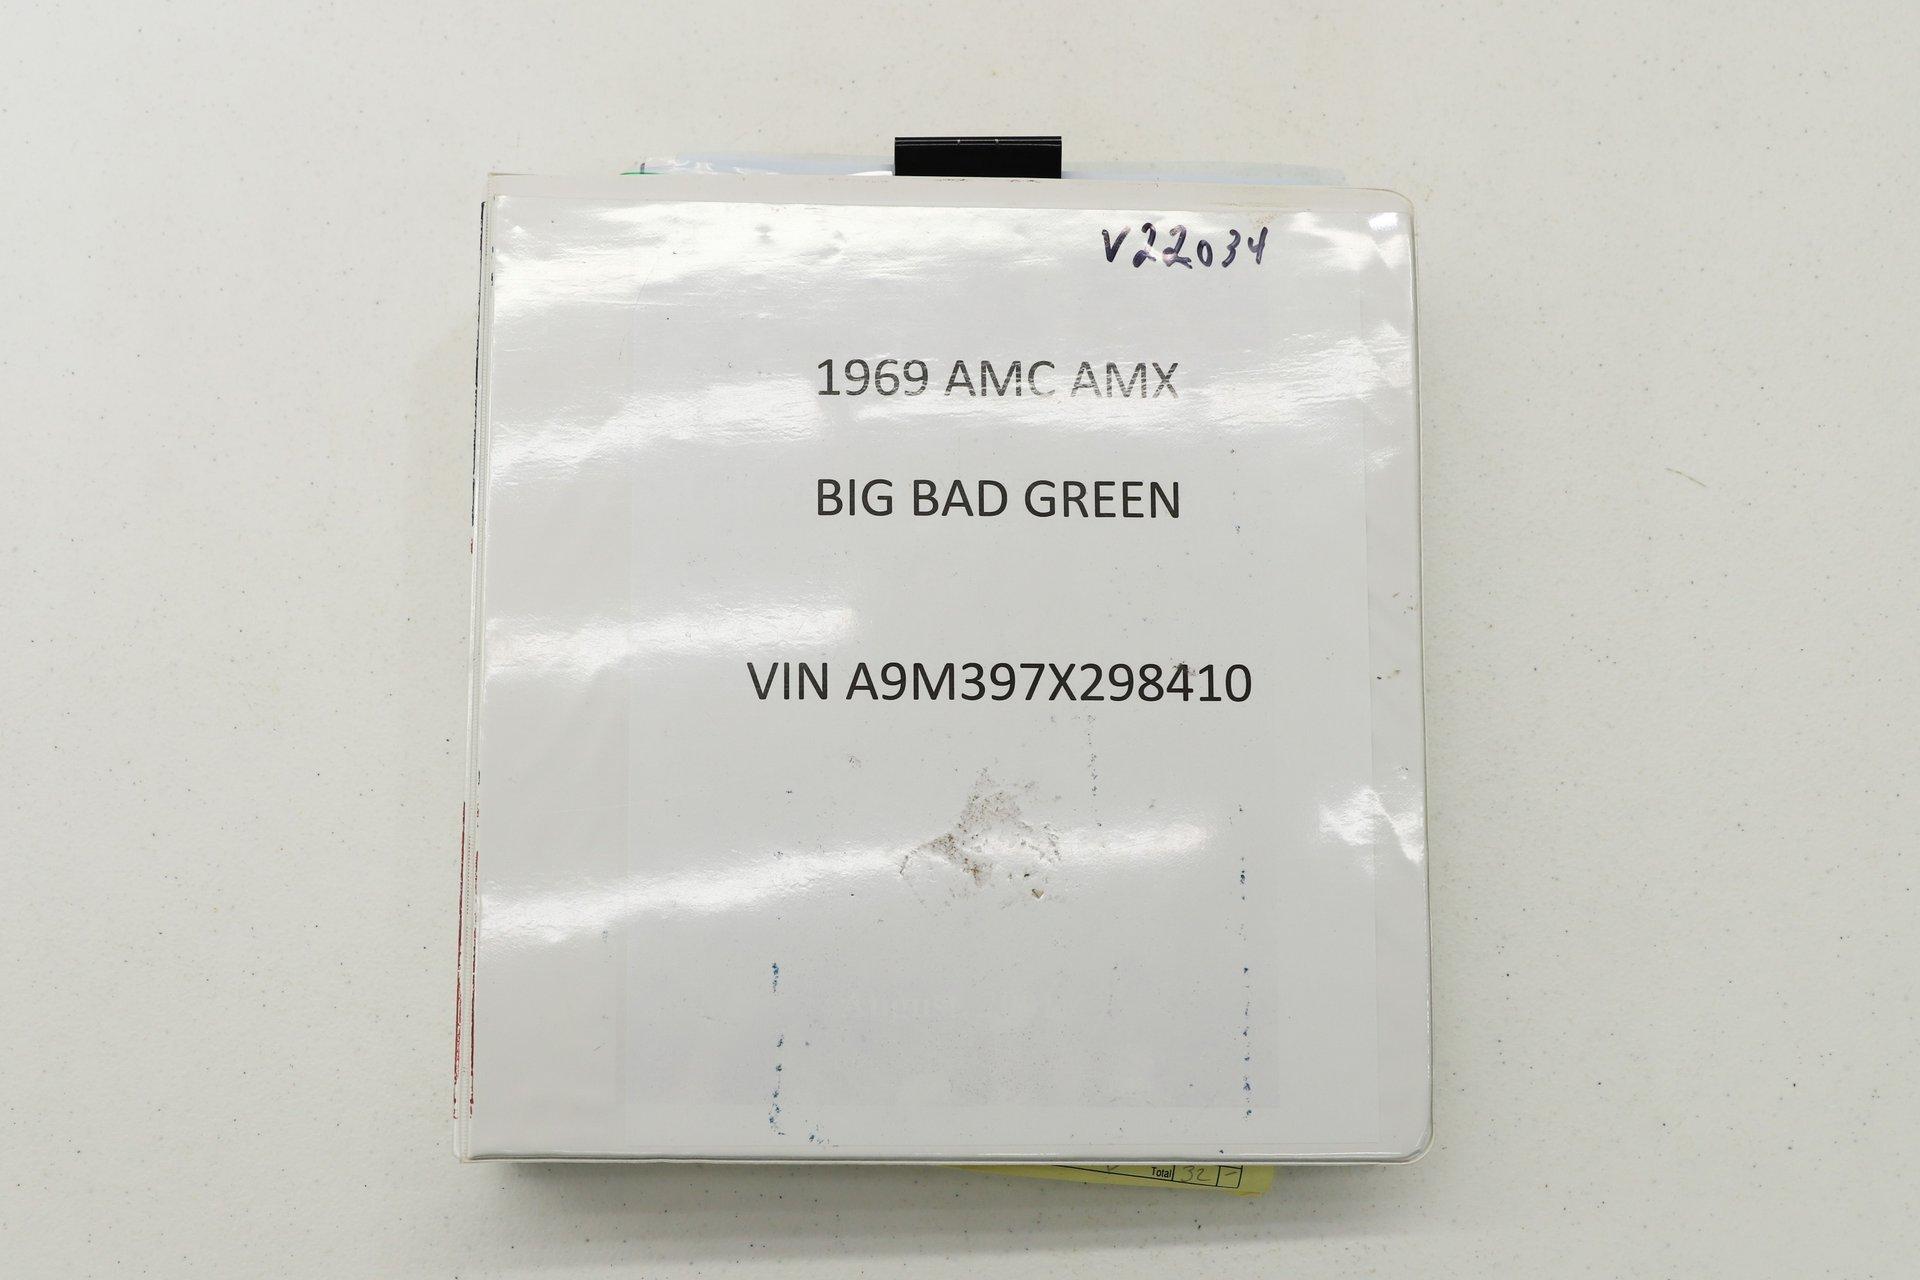 V22034
1969 AMC AMX
BIG BAD GREEN
VIN A9M397X298410
Total 32 -